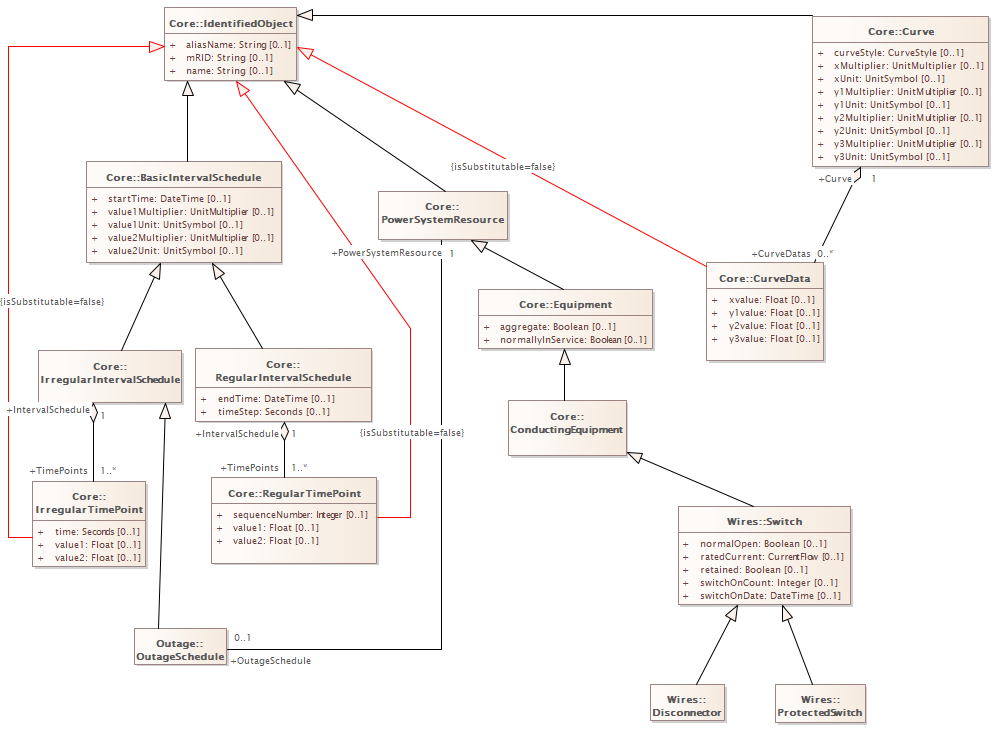 Core::IdentifiedObject
+ aliasName: String [0..1]
+ mRID: String [0..1]
+ name: String [0..1]
Core::Curve
+ curveStyle: CurveStyle [0..1]
+ xMultiplier: UnitMultiplier [0..1]
+ xUnit: UnitSymbol [0..1]
+ y1Multiplier: UnitMultiplier [0..1]
+ y1Unit: UnitSymbol [0..1]
+ y2Multiplier: UnitMultiplier [0..1]
+ y2Unit: UnitSymbol [0..1]
+ y3Multiplier: UnitMultiplier [0..1]
+ y3Unit: UnitSymbol [0..1]
{isSubstitutable=false}
+Curve 1
Core::BasicIntervalSchedule
+ startTime: DateTime [0..1]
+ value1Multiplier: UnitMultiplier [0..1]
+ value1Unit: UnitSymbol [0..1]
+ value2Multiplier: UnitMultiplier [0..1]
+ value2Unit: UnitSymbol [0..1]
Core::
PowerSystemResource
+PowerSystemResource 1
+CurveDatas 0..*
Core::CurveData
+ xvalue: Float [0..1]
+ y1value: Float [0..1]
+ y2value: Float [0..1]
+ y3value: Float [0..1]
{isSubstitutable=false}
Core::Equipment
+ aggregate: Boolean [0..1]
+ normallyInService: Boolean [0..1]
Core::
IrregularIntervalSchedule
Core::
RegularIntervalSchedule
+ endTime: DateTime [0..1]
+ timeStep: Seconds [0..1]
+IntervalSchedule 1
+IntervalSchedule 1
{isSubstitutable=false}
Core::
ConductingEquipment
+TimePoints 1..*
+TimePoints 1..*
Core::
IrregularTimePoint
+ time: Seconds [0..1]
+ value1: Float [0..1]
+ value2: Float [0..1]
Core::RegularTimePoint
+ sequenceNumber: Integer [0..1]
+ value1: Float [0..1]
+ value2: Float [0..1]
Wires::Switch
+ normalOpen: Boolean [0..1]
+ ratedCurrent: CurrentFlow [0..1]
+ retained: Boolean [0..1]
+ switchOnCount: Integer [0..1]
+ switchOnDate: DateTime [0..1]
Outage::
OutageSchedule
0..1
+OutageSchedule
Wires::
Disconnector
Wires::
ProtectedSwitch